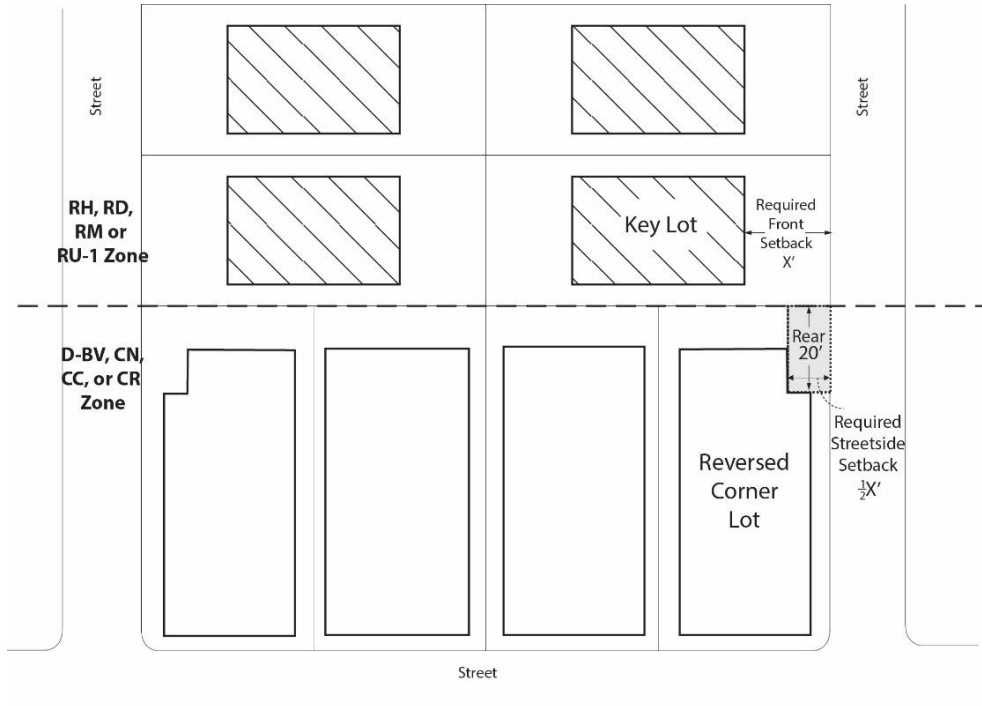 Street
Street
RH, RD,
RM or
RU-1 Zone
Key Lot
Required
Front
Setback
X'
D-BV, CN,
CC, or CR
Zone
Rear
20'
Required
Streetside
Setback
½X'
Reversed
Corner
Lot
Street